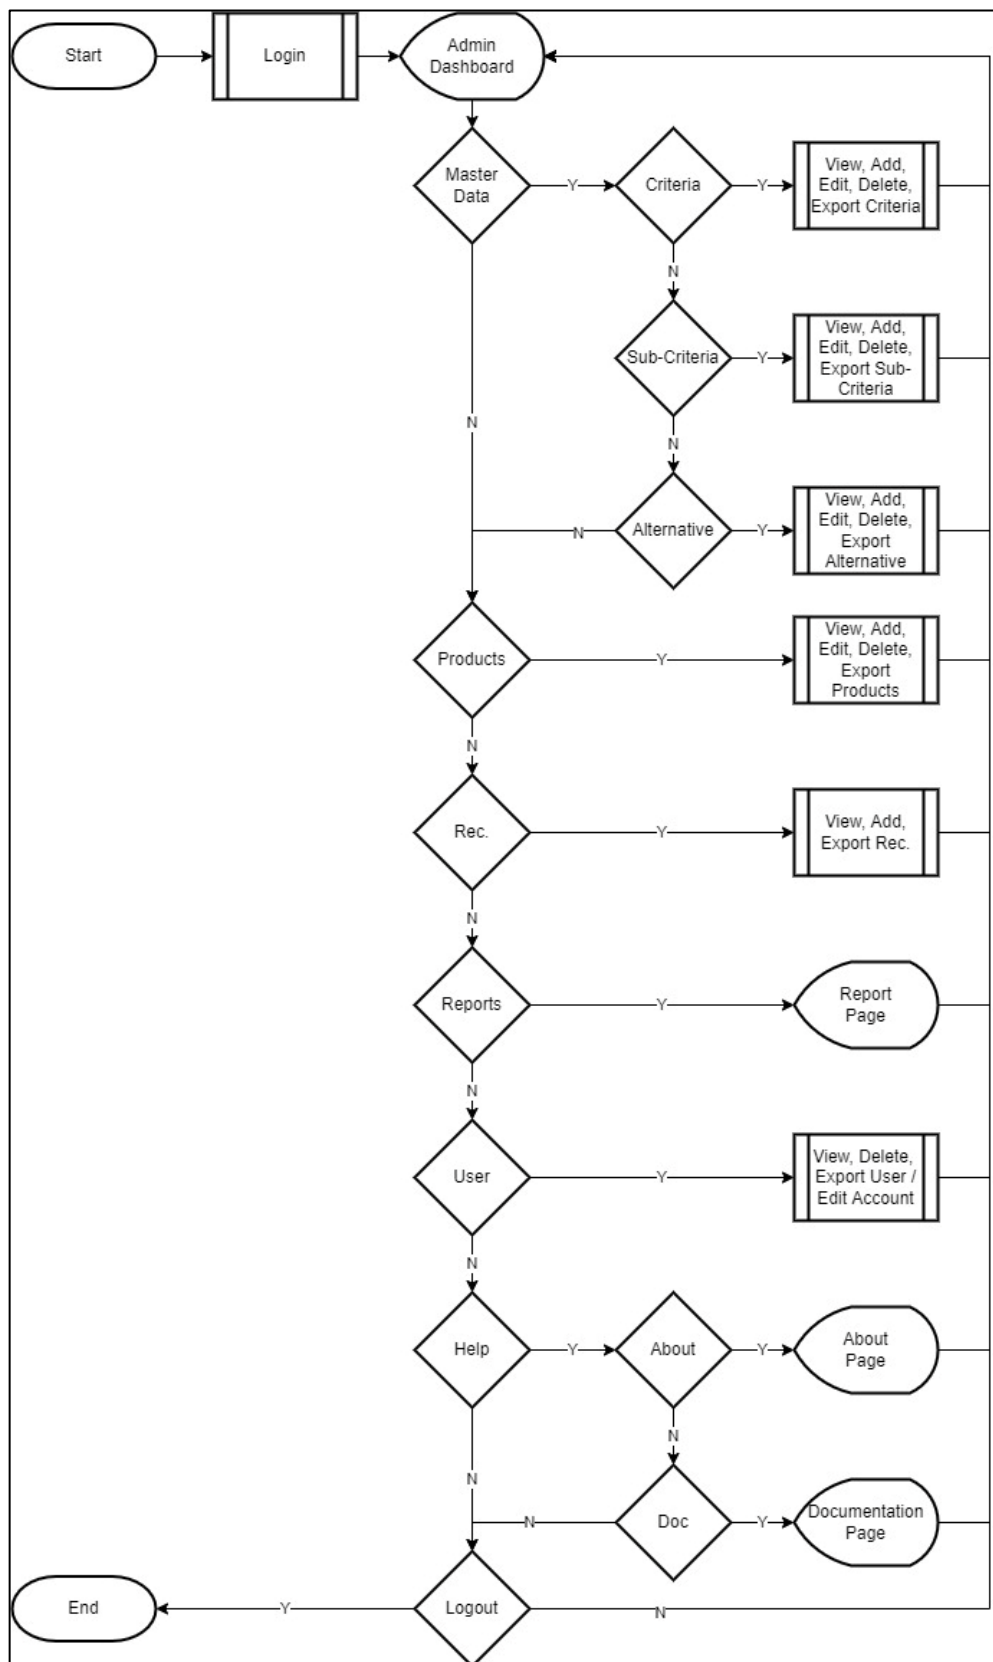 Start
Login
Admin
Dashboard
Master
Data
Y
Criteria
Y
View, Add,
Edit, Delete,
Export Criteria
N
Sub-Criteria
Y
View, Add,
Edit, Delete,
Export Sub-
Criteria
N
N
Alternative
Y
View, Add,
Edit, Delete,
Export
Alternative
N
Products
Y
View, Add,
Edit, Delete,
Export
Products
N
Rec.
Y
View, Add,
Export Rec.
N
Reports
Y
Report
Page
N
User
Y
View, Delete,
Export User /
Edit Account
N
Help
Y
About
Y
About
Page
N
N
Doc
Y
Documentation
Page
N
Logout
Y
End
N